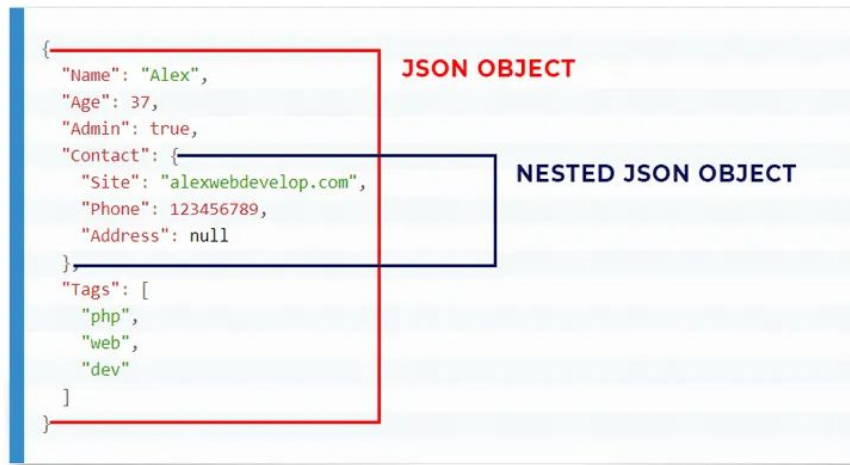 {
"Name": "Alex",
"Age": 37,
"Admin": true,
"Contact": {
"Site": "alexwebdevelop.com",
"Phone": 123456789,
"Address": null
},
"Tags": [
"php",
"web",
"dev"
]
}
JSON OBJECT
NESTED JSON OBJECT